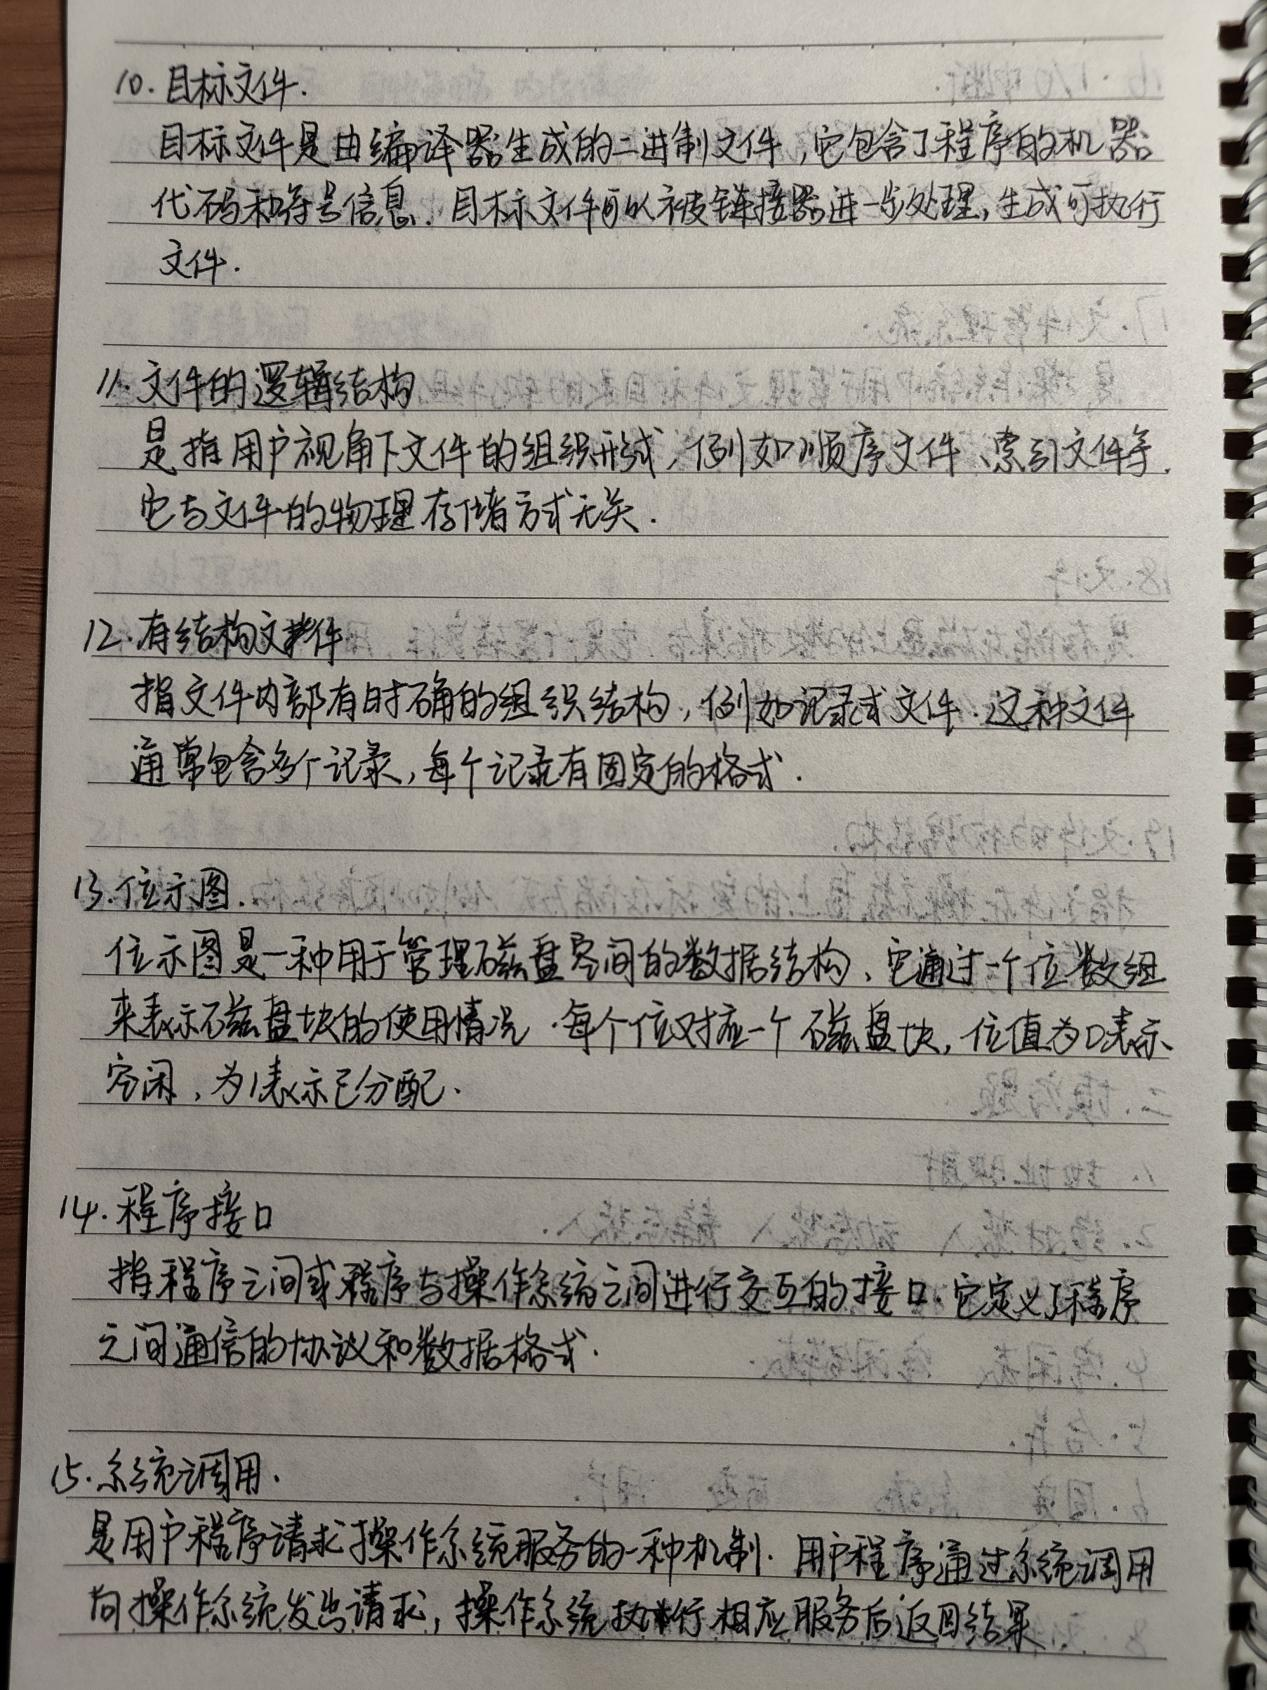 10. 目标文件.
目标文件是由编译器生成的二进制文件,它包含了程序的机器
代码和符号信息. 目标文件可以被链接器进一步处理,生成可执行
文件.
11. 文件的逻辑结构
是指用户视角下文件的组织形式,例如顺序文件、索引文件等,
它与文件的物理存储方式无关.
12. 有结构文件
指文件内部有明确的组织结构,例如记录式文件.这种文件
通常包含多个记录,每个记录有固定的格式.
13. 位示图.
位示图是一种用于管理磁盘空间的数据结构、它通过一个位数组
来表示磁盘块的使用情况.每个位对应一个磁盘块,位值为0表示
空闲,为1表示已分配.
14. 程序接口
指程序之间或程序与操作系统之间进行交互的接口.它定义了程序
之间通信的协议和数据格式.
15. 系统调用.
是用户程序请求操作系统服务的一种机制. 用户程序通过系统调用
向操作系统发出请求,操作系统执行相应服务后返回结果.